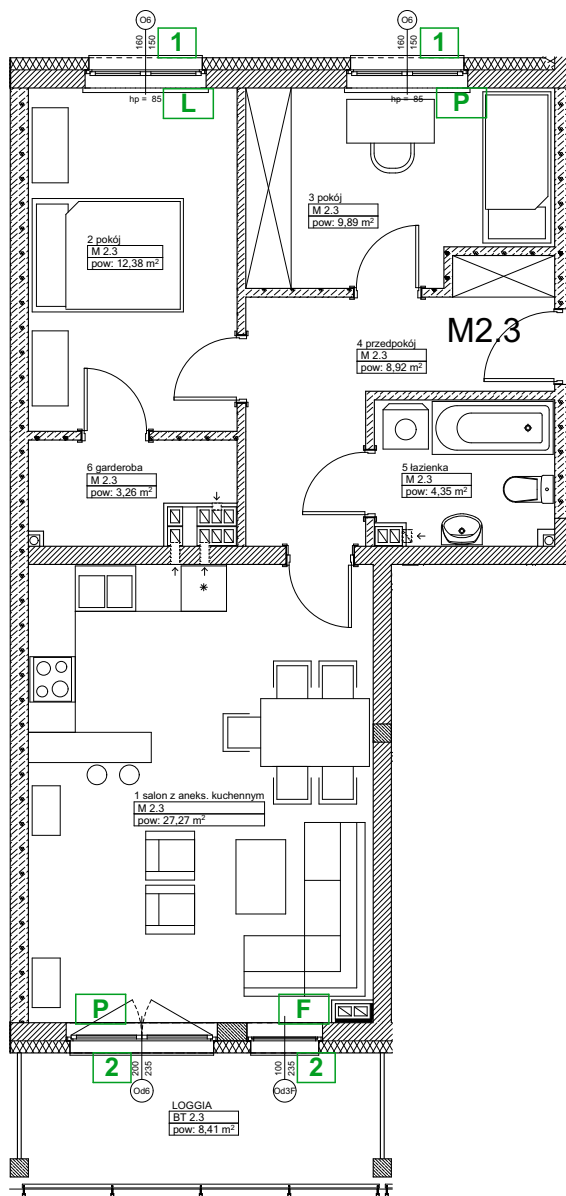 O6
160
150
1
O6
160
150
1
hp = 85
L
hp = 85
P
3 pokój
M 2.3
pow: 9,89 m²
2 pokój
M 2.3
pow: 12,38 m²
M2.3
4 przedpokój
M 2.3
pow: 8,92 m²
6 garderoba
M 2.3
pow: 3,26 m²
5 łazienka
M 2.3
pow: 4,35 m²
1 salon z aneks. kuchennym
M 2.3
pow: 27,27 m²
P
F
2
200
235
Od6
100
235
Od3F
2
LOGGIA
BT 2.3
pow: 8,41 m²